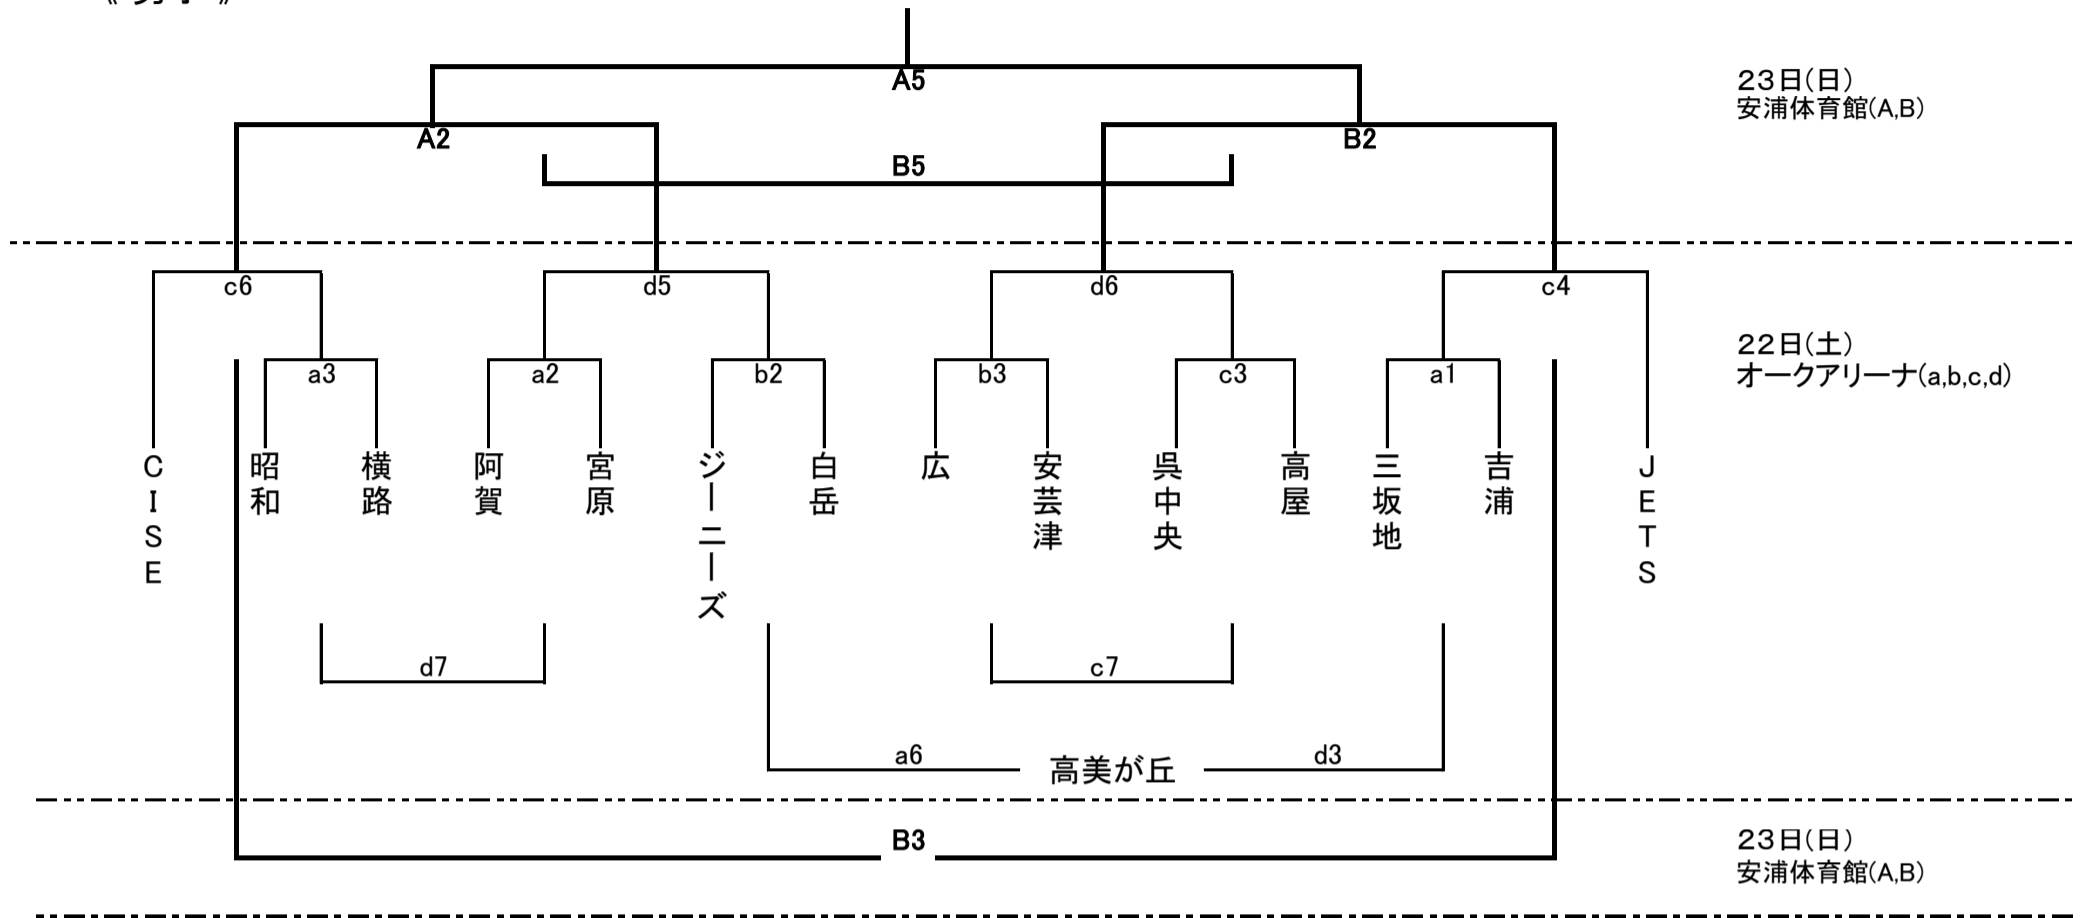 A5
23日(日)
安浦体育館(A,B)
A2
B2
B5
c6
d5
d6
c4
22日(土)
オークアリーナ(a,b,c,d)
a3
a2
b2
b3
c3
a1
CISE
昭和
横路
阿賀
宮原
ジーニーズ
白岳
広
安芸津
呉中央
高屋
三坂地
吉浦
JETS
d7
c7
a6
高美が丘
d3
B3
23日(日)
安浦体育館(A,B)